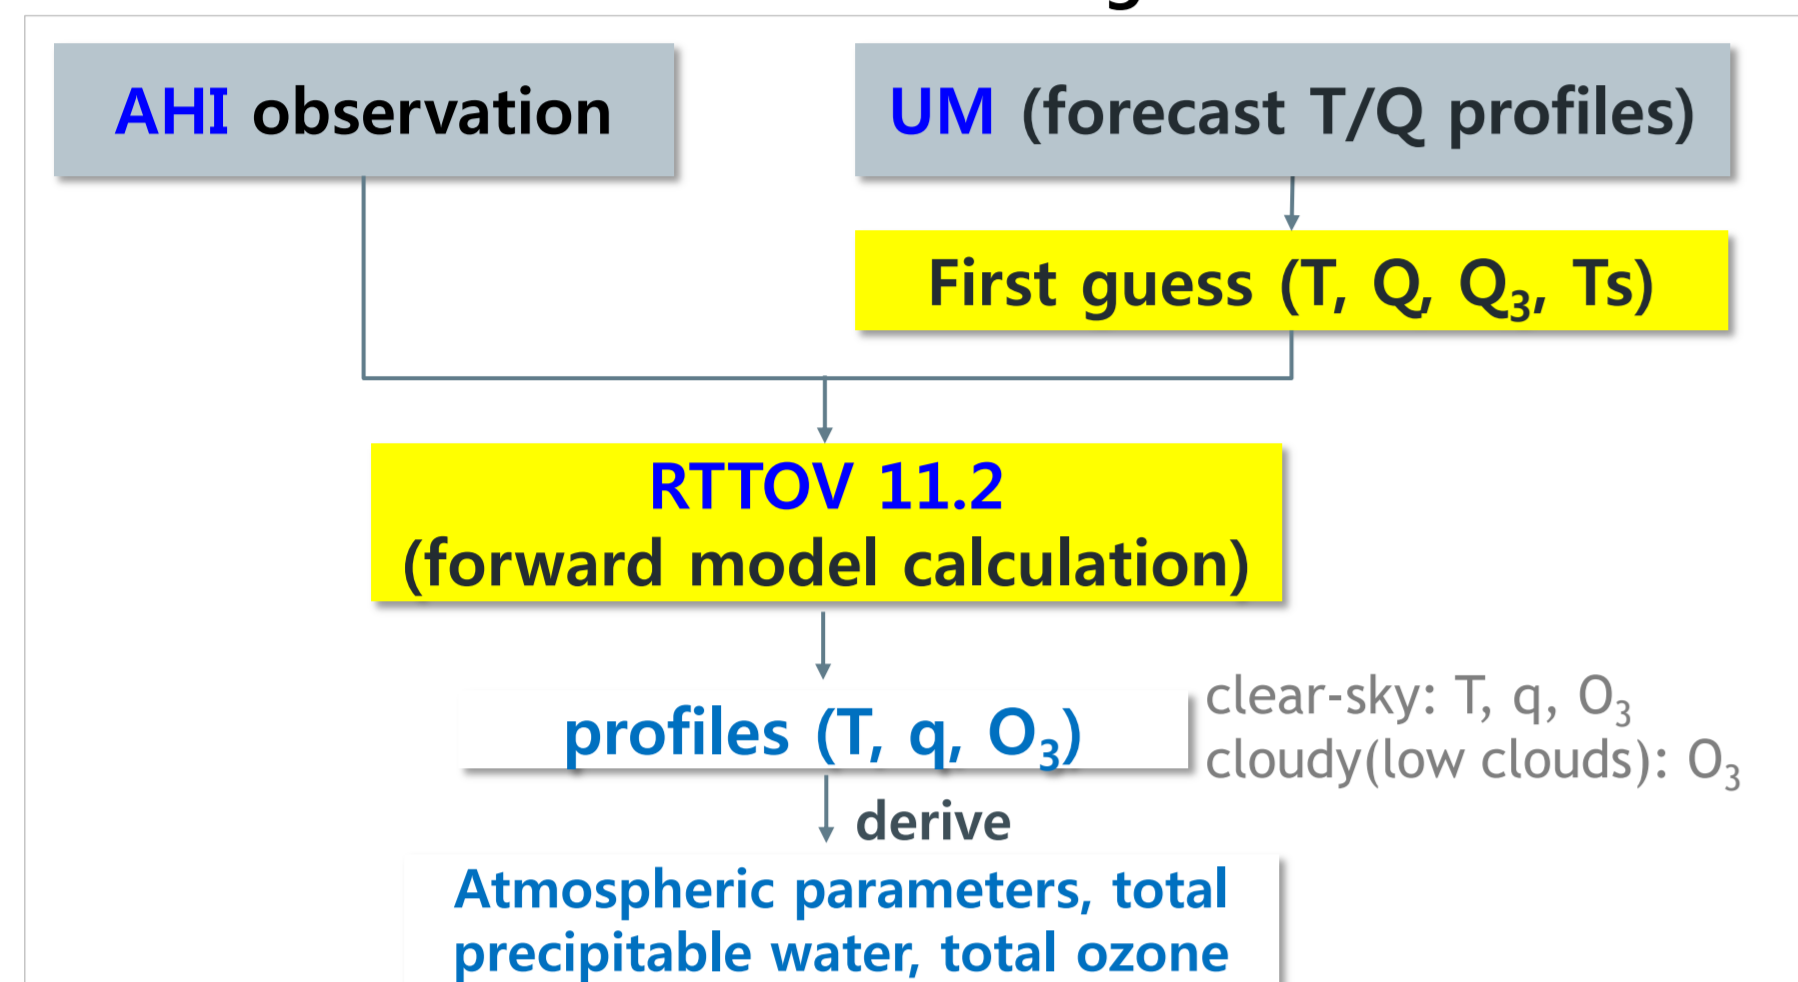 AHI observation
UM (forecast T/Q profiles)
First guess (T, Q, Q₃, Ts)
RTTOV 11.2
(forward model calculation)
profiles (T, q, O₃)
clear-sky: T, q, O₃
cloudy(low clouds): O₃
derive
Atmospheric parameters, total
precipitable water, total ozone